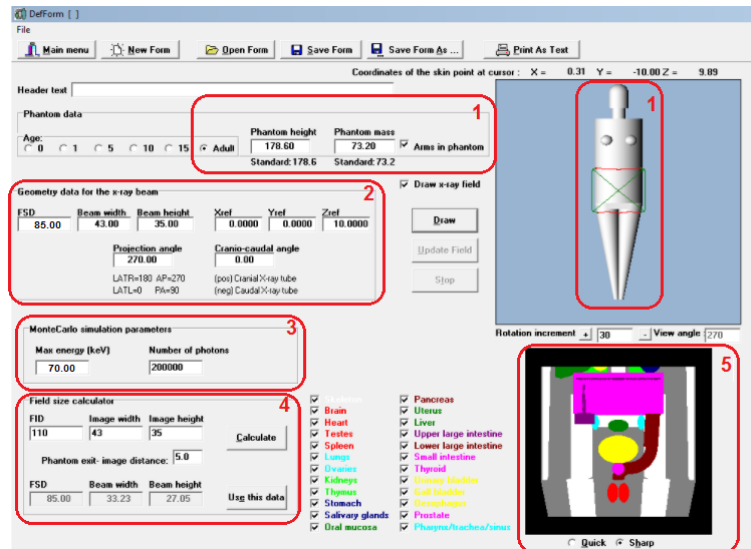 DefForm [ ]
File
Main menu New Form Open Form Save Form Save Form As ... Print As Text
Coordinates of the skin point at cursor : X = 0.31 Y = -10.00 Z = 9.89
Header text
Phantom data
1
Age:
0 1 5 10 15 Adult
Phantom height Phantom mass
178.60 73.20 Arms in phantom
Standard: 178.6 Standard: 73.2
1
Geometry data for the x-ray beam
2
Draw x-ray field
FSD Beam width Beam height Xref Yref Zref
85.00 43.00 35.00 0.0000 0.0000 10.0000
Draw
Projection angle Cranio-caudal angle
270.00 0.00
Update Field
LATR=180 AP=270 (pos) Cranial X-ray tube
LATL=0 PA=90 (neg) Caudal X-ray tube
Stop
MonteCarlo simulation parameters
3
Max energy (keV) Number of photons
70.00 200000
Rotation increment + 30 - View angle 270
5
Field size calculator
4
FID Image width Image height
110 43 35
Calculate
Phantom exit- image distance: 5.0
FSD Beam width Beam height
85.00 33.23 27.05
Use this data
Skeleton
Brain
Heart
Testes
Spleen
Lungs
Ovaries
Kidneys
Thymus
Stomach
Salivary glands
Oral mucosa
Pancreas
Uterus
Liver
Upper large intestine
Lower large intestine
Small intestine
Thyroid
Urinary bladder
Gall bladder
Oesophagus
Prostate
Pharynx/trachea/sinus
Quick Sharp